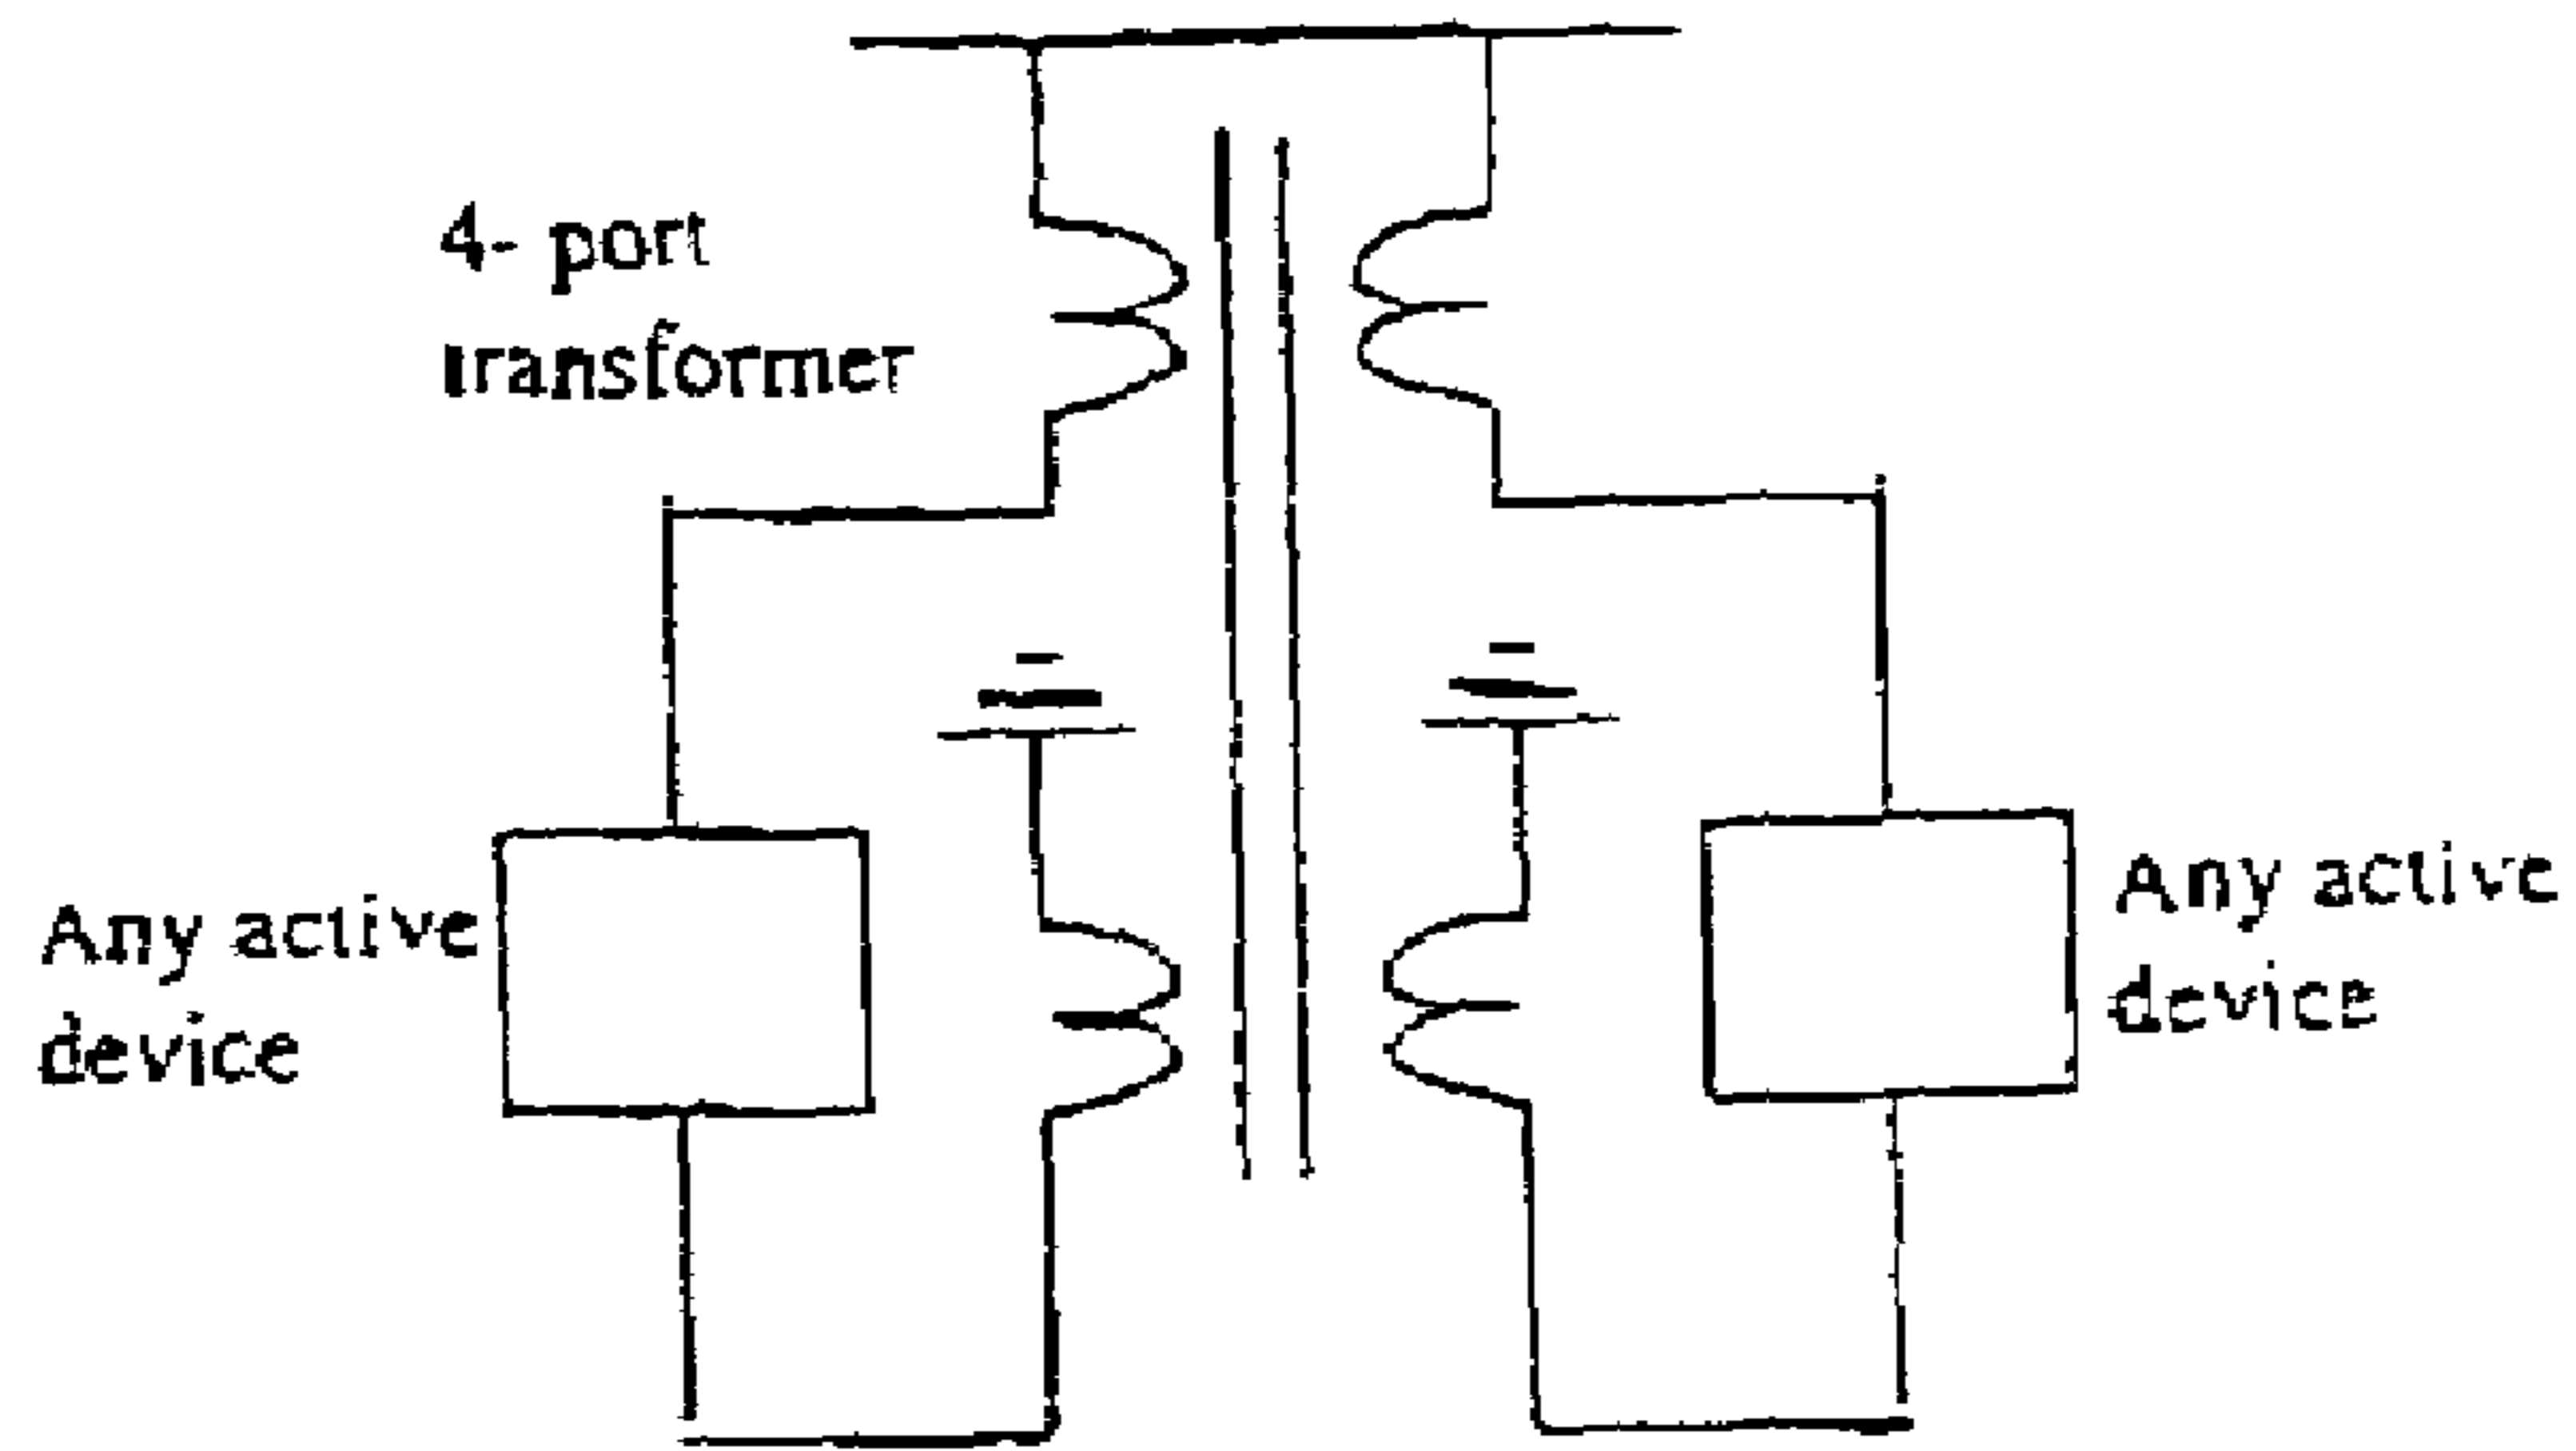 4- port
transformer
Any active
device
Any active
device